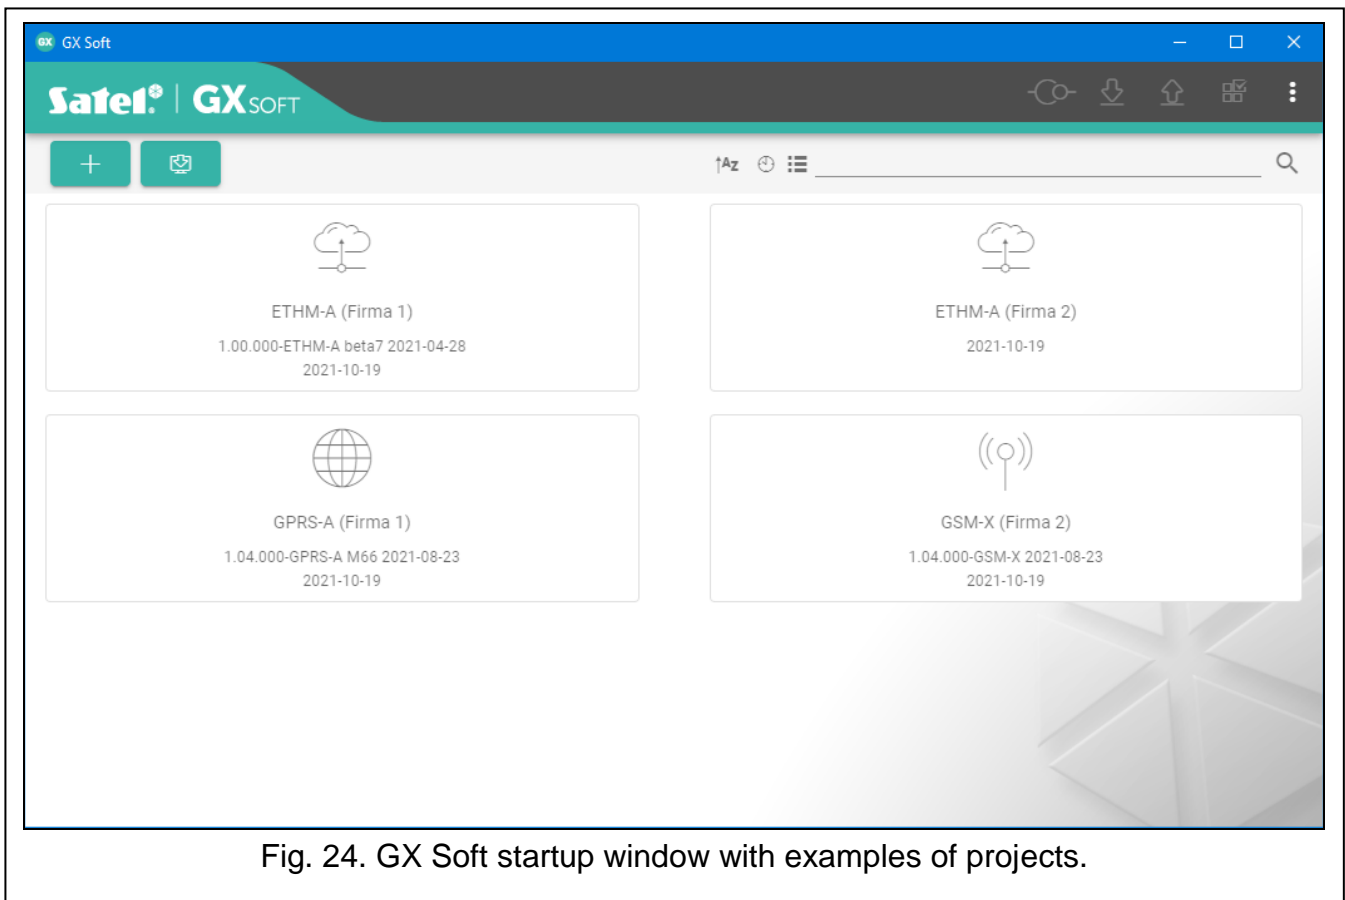 GX GX Soft
Satel® | GX SOFT
↑AZ
ETHM-A (Firma 1)
1.00.000-ETHM-A beta7 2021-04-28
2021-10-19
ETHM-A (Firma 2)
2021-10-19
GPRS-A (Firma 1)
1.04.000-GPRS-A M66 2021-08-23
2021-10-19
GSM-X (Firma 2)
1.04.000-GSM-X 2021-08-23
2021-10-19
Fig. 24. GX Soft startup window with examples of projects.